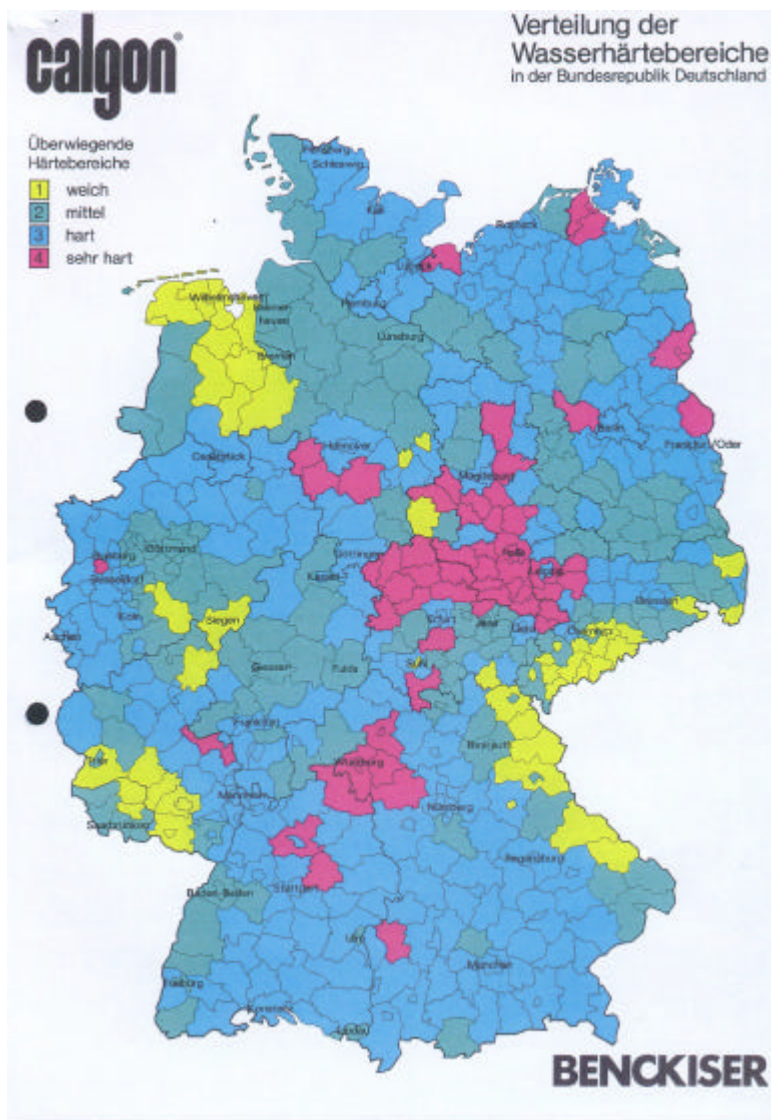 calgon®
Verteilung der
Wasserhärtebereiche
in der Bundesrepublik Deutschland
Überwiegende
Härtebereiche
1 weich
2 mittel
3 hart
4 sehr hart
Schleswig
Kiel
Rostock
Lübeck
Wilhelmshaven
Hamburg
Lüneburg
Bremen
Berlin
Frankfurt/Oder
Hannover
Osnabrück
Magdeburg
Duisburg
Dortmund
Göttingen
Halle
Leipzig
Düsseldorf
Kassel
Dresden
Köln
Siegen
Erfurt
Jena
Gera
Chemnitz
Aachen
Giessen
Fulda
Suhl
Frankfurt
Bayreuth
Trier
Würzburg
Mannheim
Nürnberg
Saarbrücken
Regensburg
Baden-Baden
Stuttgart
Ulm
München
Freiburg
Konstanz
Lindau
BENCKISER